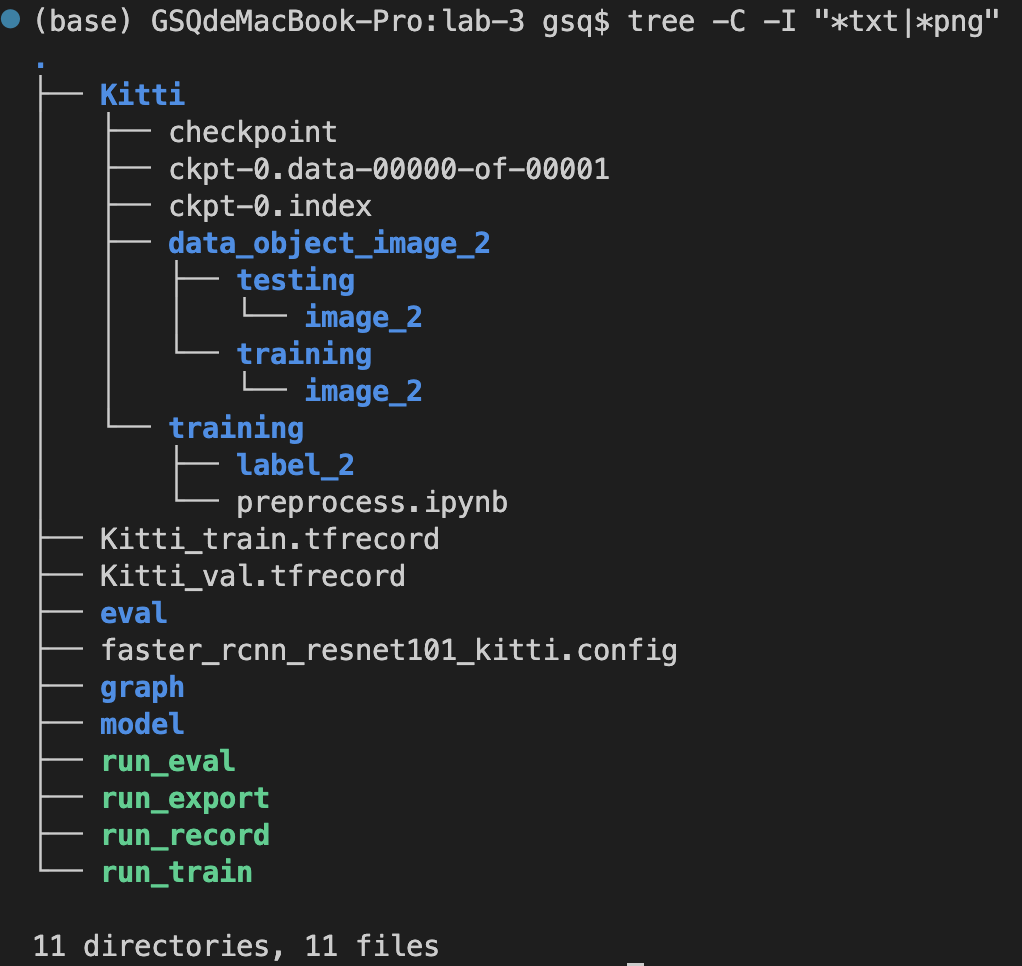 (base) GSQdeMacBook-Pro:lab-3 gsq$ tree -C -I "*txt|*png"
.
├── Kitti
│   ├── checkpoint
│   ├── ckpt-0.data-00000-of-00001
│   ├── ckpt-0.index
│   ├── data_object_image_2
│   │   ├── testing
│   │   │   └── image_2
│   │   └── training
│   │       └── image_2
│   └── training
│       ├── label_2
│       └── preprocess.ipynb
├── Kitti_train.tfrecord
├── Kitti_val.tfrecord
├── eval
├── faster_rcnn_resnet101_kitti.config
├── graph
├── model
├── run_eval
├── run_export
├── run_record
└── run_train
11 directories, 11 files